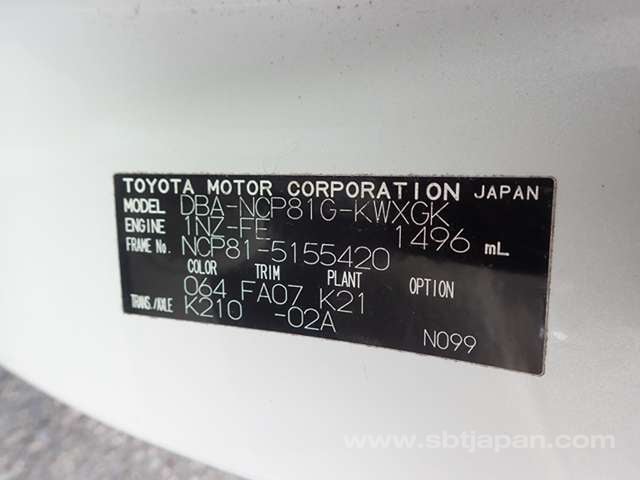 TOYOTA MOTOR CORPORATION JAPAN
MODEL DBA-NCP81G-KWXGK
ENGINE 1NZ-FE 1496 mL
FRAME No. NCP81-5155420
COLOR TRIM PLANT OPTION
064 FA07 K21
TRANS./AXLE K210 -02A
N099
www.sbtjapan.com